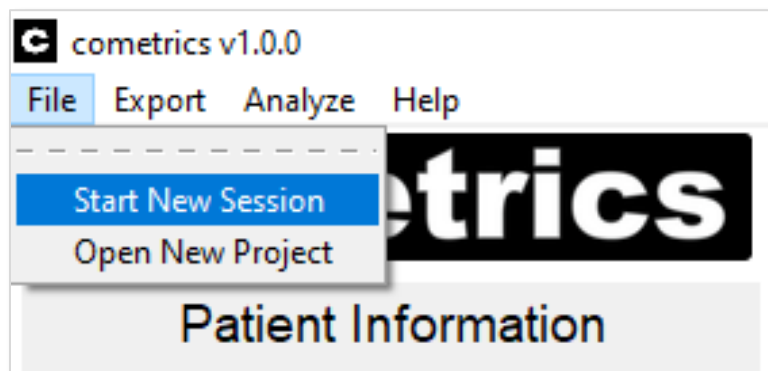 c cometrics v1.0.0
File Export Analyze Help
etrics
Start New Session
Open New Project
Patient Information